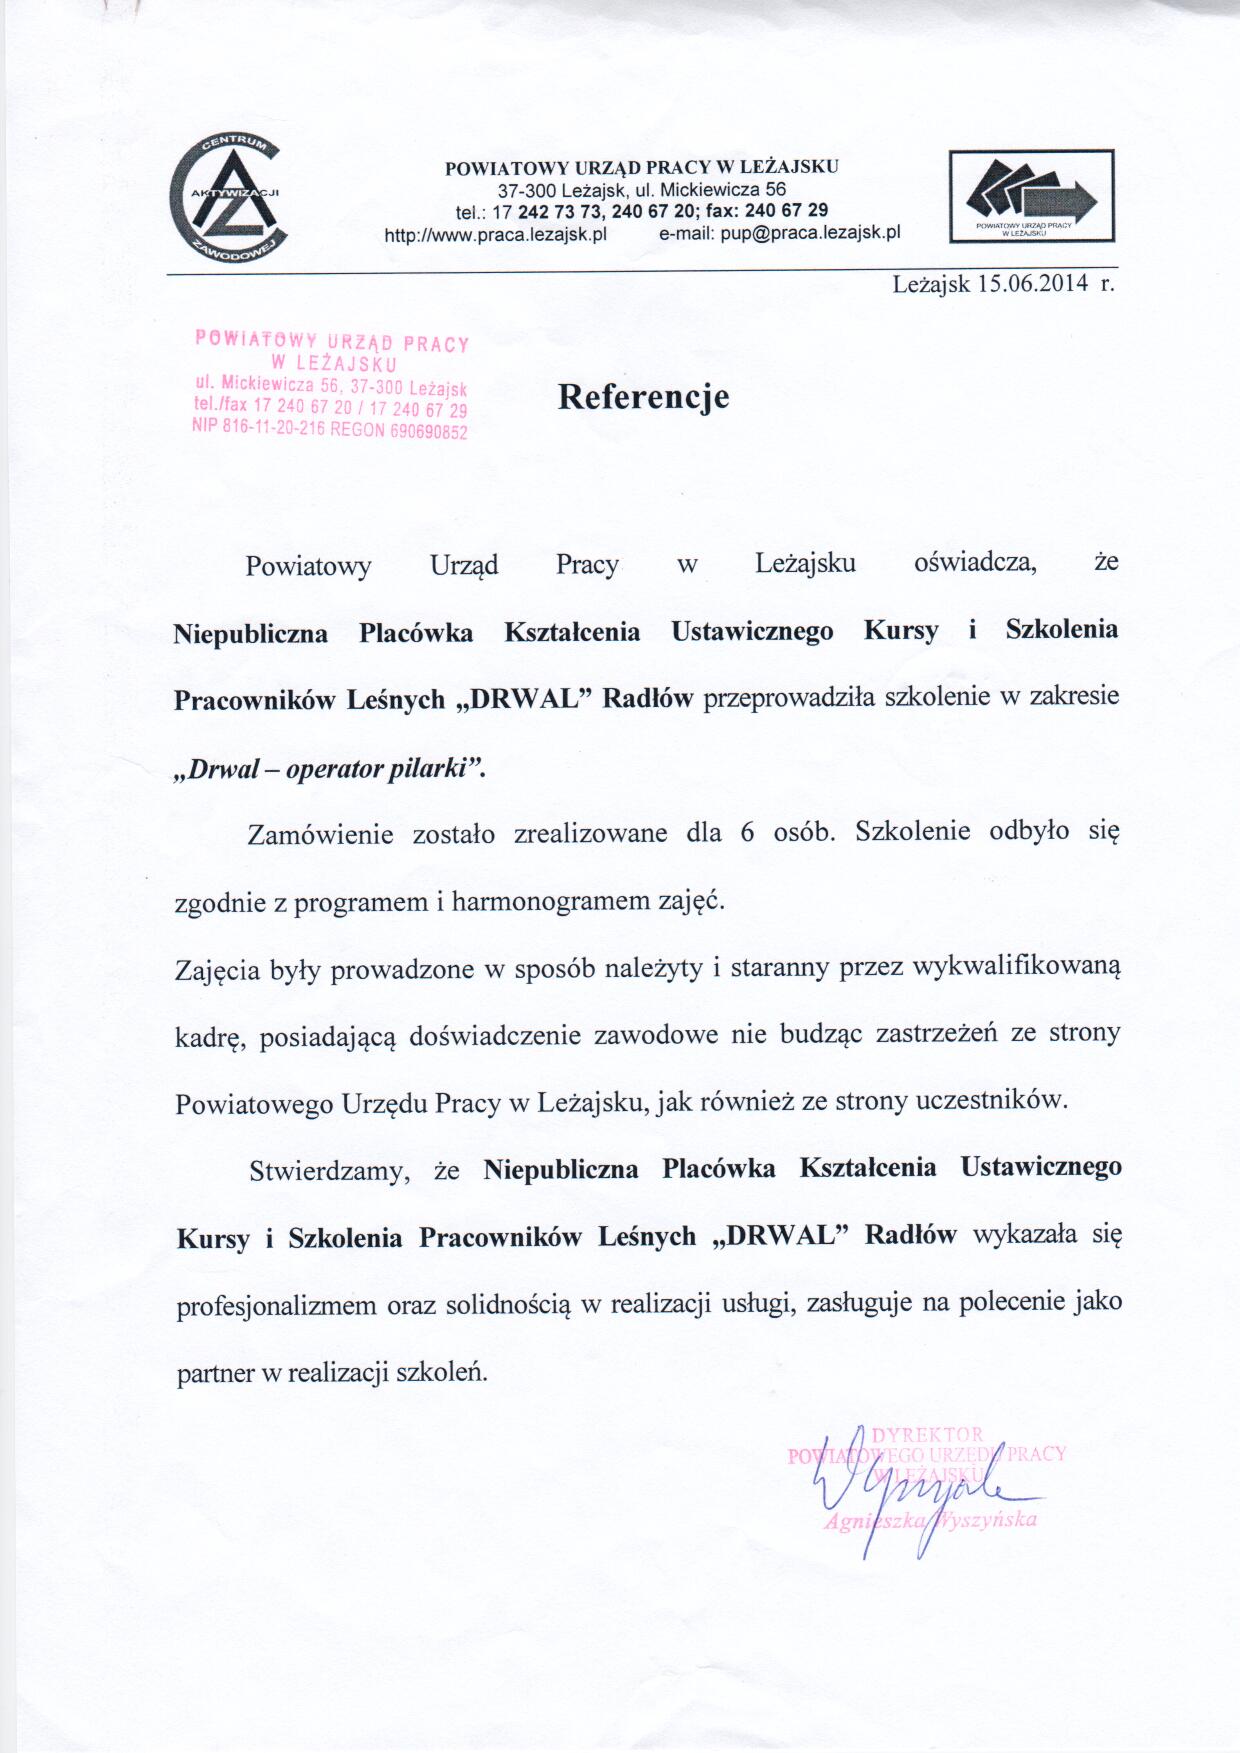 CENTRUM
AKTYWIZACJI
ZAWODOWEJ
POWIATOWY URZĄD PRACY W LEŻAJSKU
37-300 Leżajsk, ul. Mickiewicza 56
tel.: 17 242 73 73, 240 67 20; fax: 240 67 29
http://www.praca.lezajsk.pl e-mail: pup@praca.lezajsk.pl
POWIATOWY URZĄD PRACY
W LEŻAJSKU
Leżajsk 15.06.2014 r.
POWIATOWY URZĄD PRACY
W LEŻAJSKU
ul. Mickiewicza 56, 37-300 Leżajsk
tel./fax 17 240 67 20 / 17 240 67 29
NIP 816-11-20-216 REGON 690690852
Referencje
Powiatowy Urząd Pracy w Leżajsku oświadcza, że
Niepubliczna Placówka Kształcenia Ustawicznego Kursy i Szkolenia
Pracowników Leśnych „DRWAL” Radłów przeprowadziła szkolenie w zakresie
„Drwal – operator pilarki”.
Zamówienie zostało zrealizowane dla 6 osób. Szkolenie odbyło się
zgodnie z programem i harmonogramem zajęć.
Zajęcia były prowadzone w sposób należyty i staranny przez wykwalifikowaną
kadrę, posiadającą doświadczenie zawodowe nie budząc zastrzeżeń ze strony
Powiatowego Urzędu Pracy w Leżajsku, jak również ze strony uczestników.
Stwierdzamy, że Niepubliczna Placówka Kształcenia Ustawicznego
Kursy i Szkolenia Pracowników Leśnych „DRWAL” Radłów wykazała się
profesjonalizmem oraz solidnością w realizacji usługi, zasługuje na polecenie jako
partner w realizacji szkoleń.
DYREKTOR
POWIATOWEGO URZĘDU PRACY
W LEŻAJSKU
Agnieszka Wyszyńska